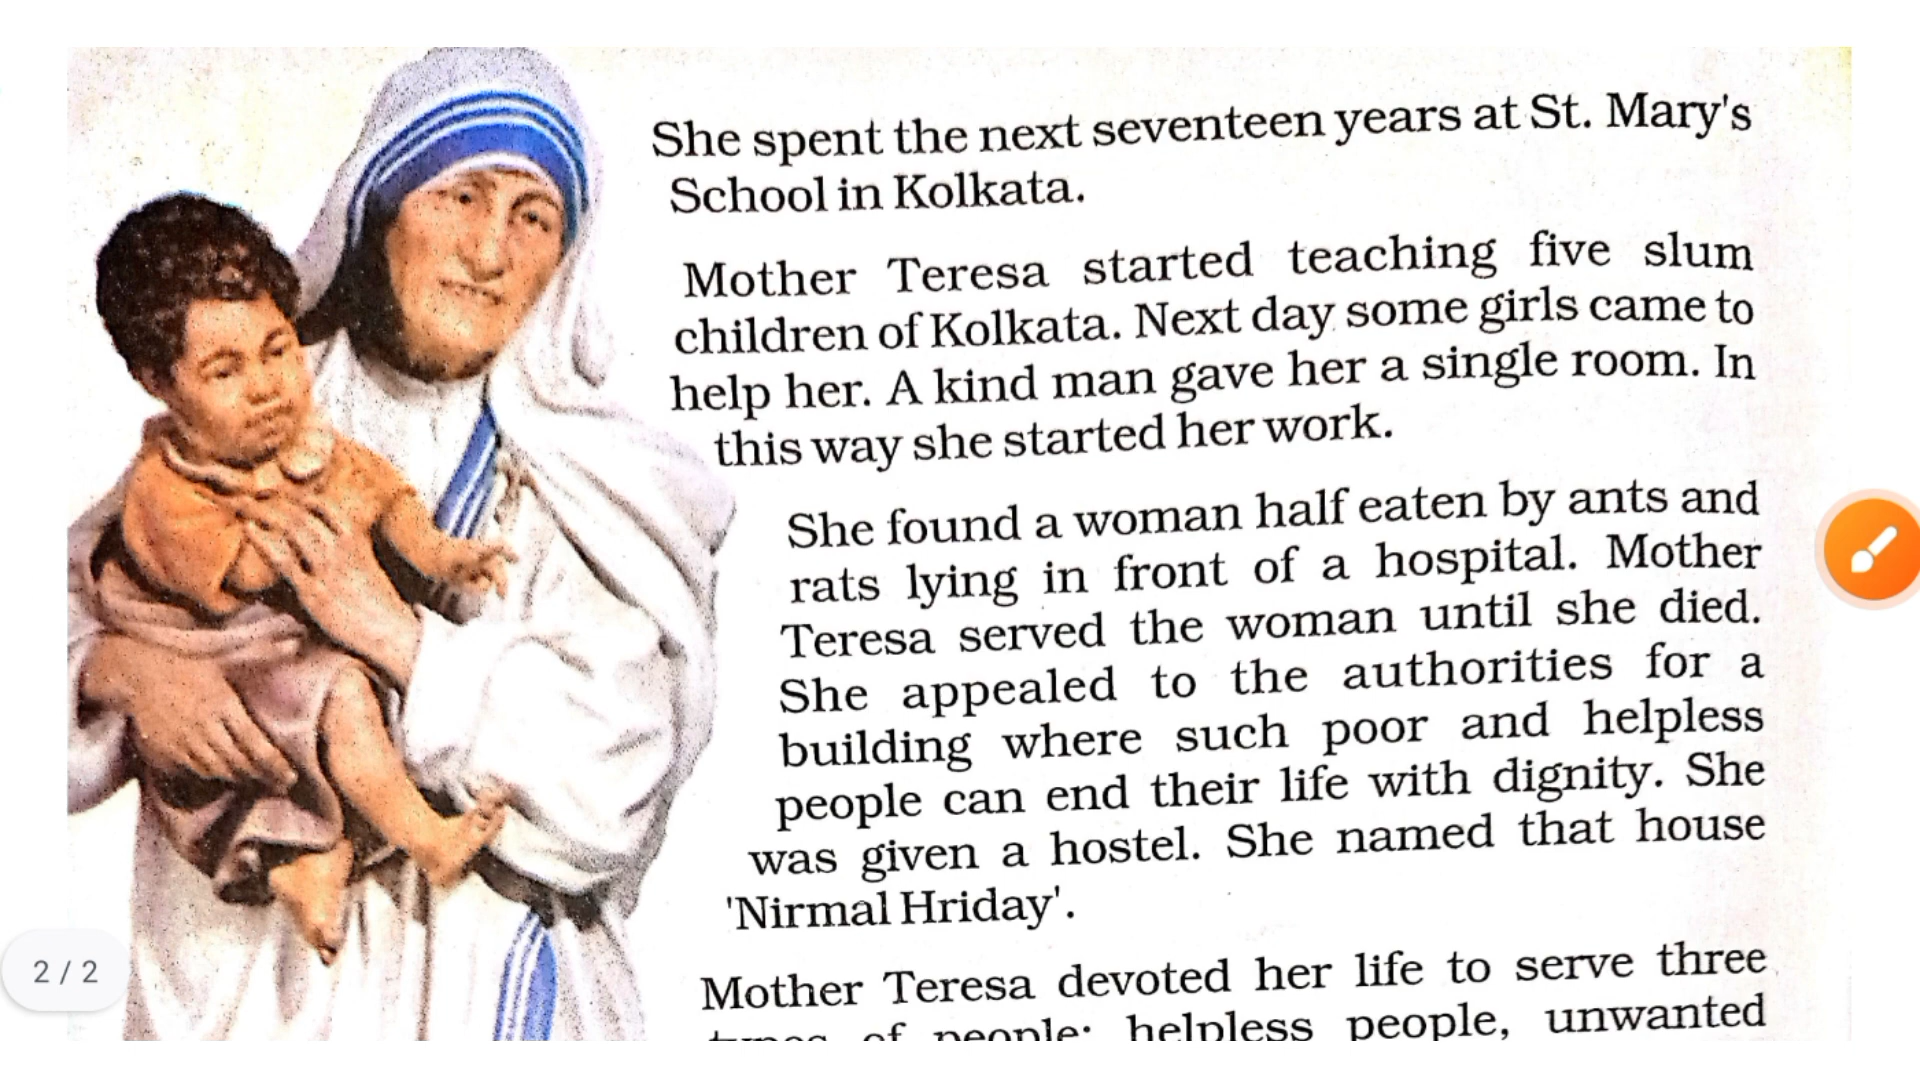 She spent the next seventeen years at St. Mary's
School in Kolkata.
Mother Teresa started teaching five slum
children of Kolkata. Next day some girls came to
help her. A kind man gave her a single room. In
this way she started her work.
She found a woman half eaten by ants and
rats lying in front of a hospital. Mother
Teresa served the woman until she died.
She appealed to the authorities for a
building where such poor and helpless
people can end their life with dignity. She
was given a hostel. She named that house
'Nirmal Hriday'.
Mother Teresa devoted her life to serve three
types of people: helpless people, unwanted
2 / 2